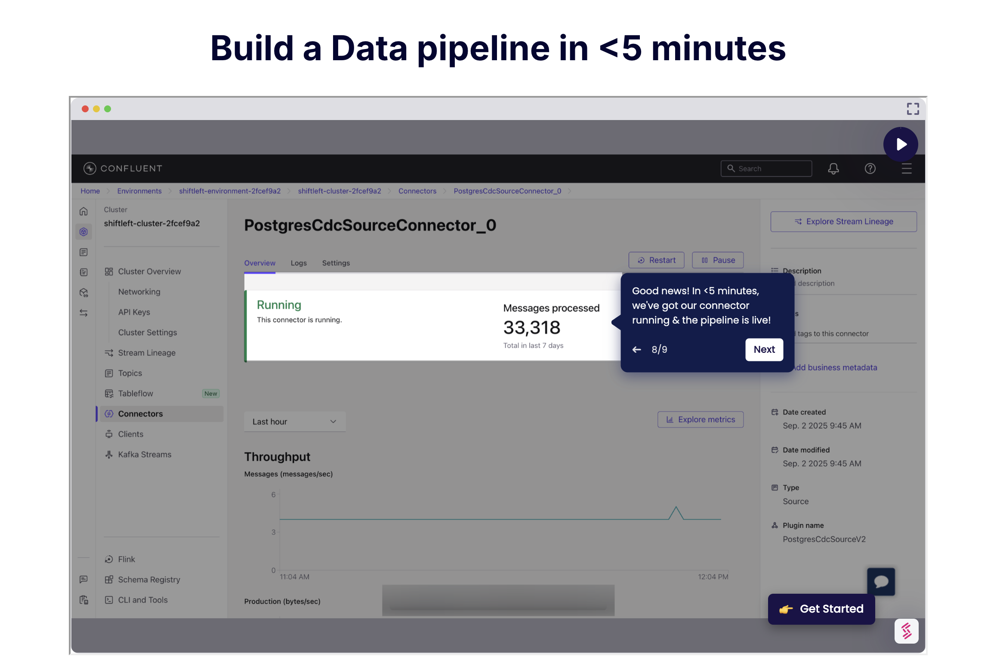 Build a Data pipeline in <5 minutes
CONFLUENT
Search
Home
Environments
shiftleft-environment-2fcef9a2
shiftleft-cluster-2fcef9a2
Connectors
PostgresCdcSourceConnector_0
Cluster
shiftleft-cluster-2fcef9a2
Cluster Overview
Networking
API Keys
Cluster Settings
Stream Lineage
Topics
Tableflow
New
Connectors
Clients
Kafka Streams
Flink
Schema Registry
CLI and Tools
PostgresCdcSourceConnector_0
Overview
Logs
Settings
Restart
Pause
Running
This connector is running.
Messages processed
33,318
Total in last 7 days
Good news! In <5 minutes,
we've got our connector
running & the pipeline is live!
8/9
Next
Last hour
Explore metrics
Throughput
Messages (messages/sec)
6
3
0
11:04 AM
12:04 PM
Production (bytes/sec)
Explore Stream Lineage
Description
description
tags to this connector
business metadata
Date created
Sep. 2 2025 9:45 AM
Date modified
Sep. 2 2025 9:45 AM
Type
Source
Plugin name
PostgresCdcSourceV2
Get Started